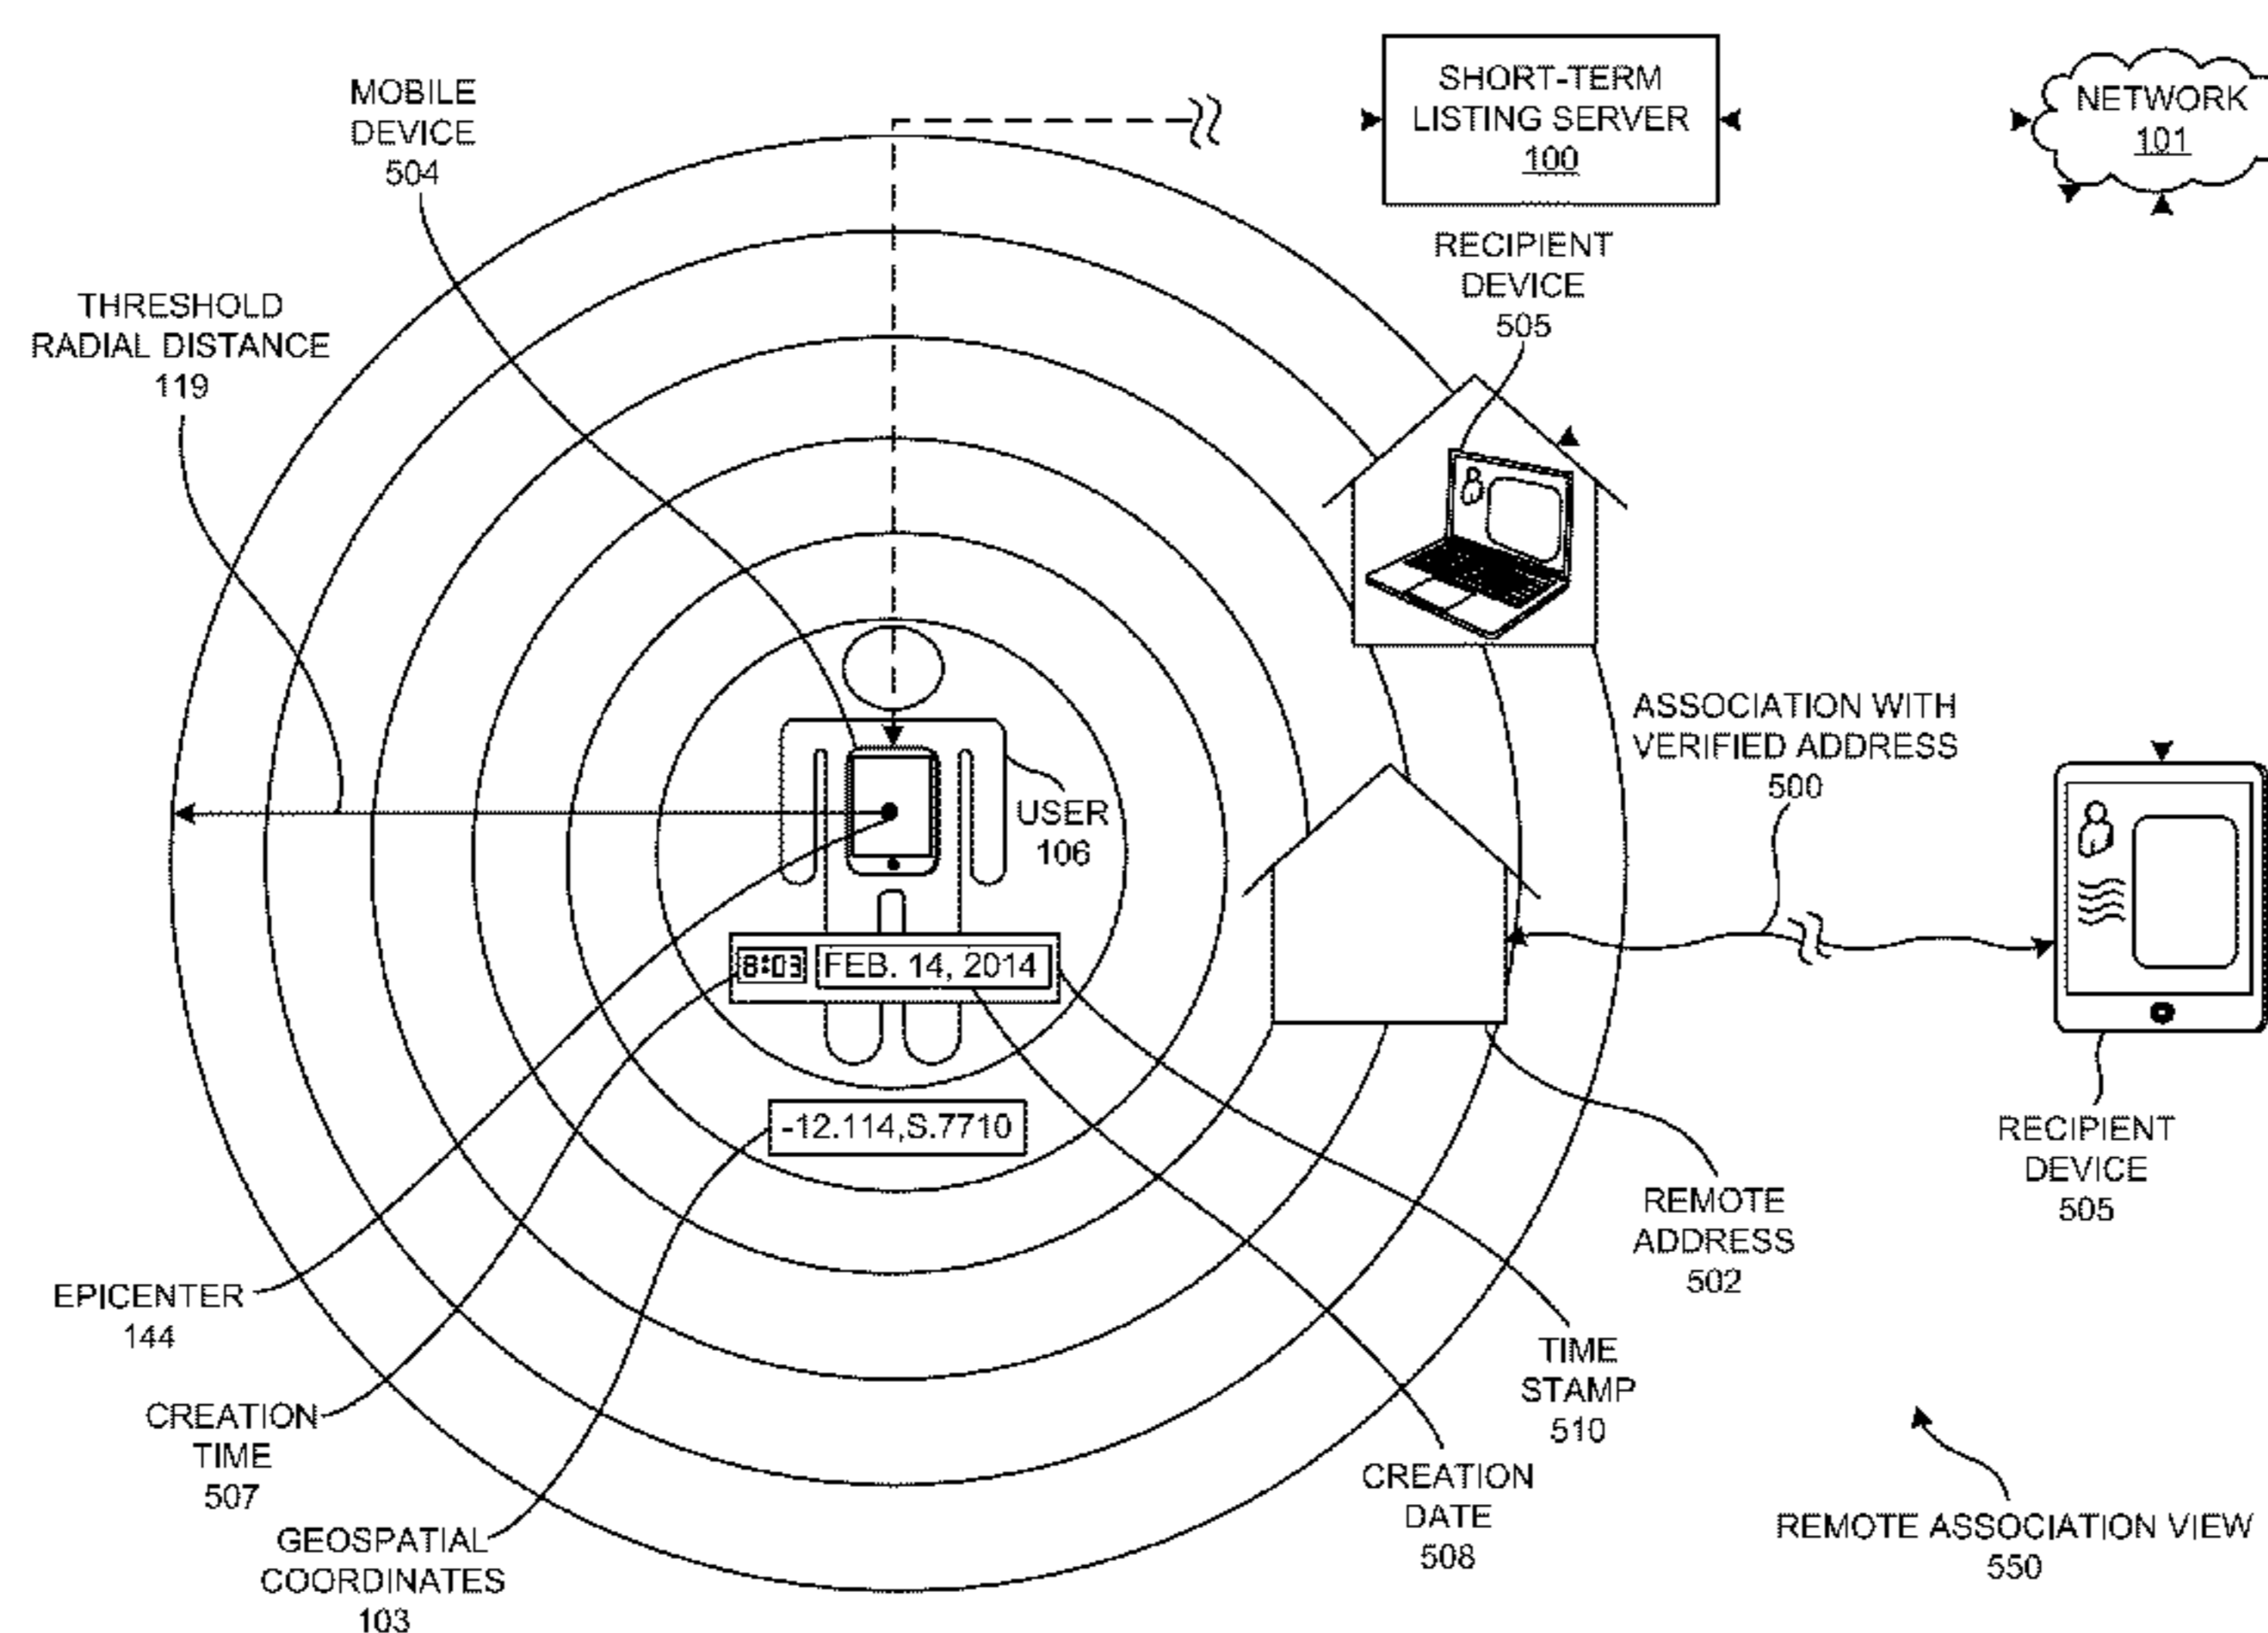 MOBILE
DEVICE
504
SHORT-TERM
LISTING SERVER
100
NETWORK
101
RECIPIENT
DEVICE
505
THRESHOLD
RADIAL DISTANCE
119
ASSOCIATION WITH
VERIFIED ADDRESS
500
USER
106
8:03
FEB. 14, 2014
-12.114,S.7710
RECIPIENT
DEVICE
505
REMOTE
ADDRESS
502
EPICENTER
144
TIME
STAMP
510
CREATION
TIME
507
CREATION
DATE
508
GEOSPATIAL
COORDINATES
103
REMOTE ASSOCIATION VIEW
550